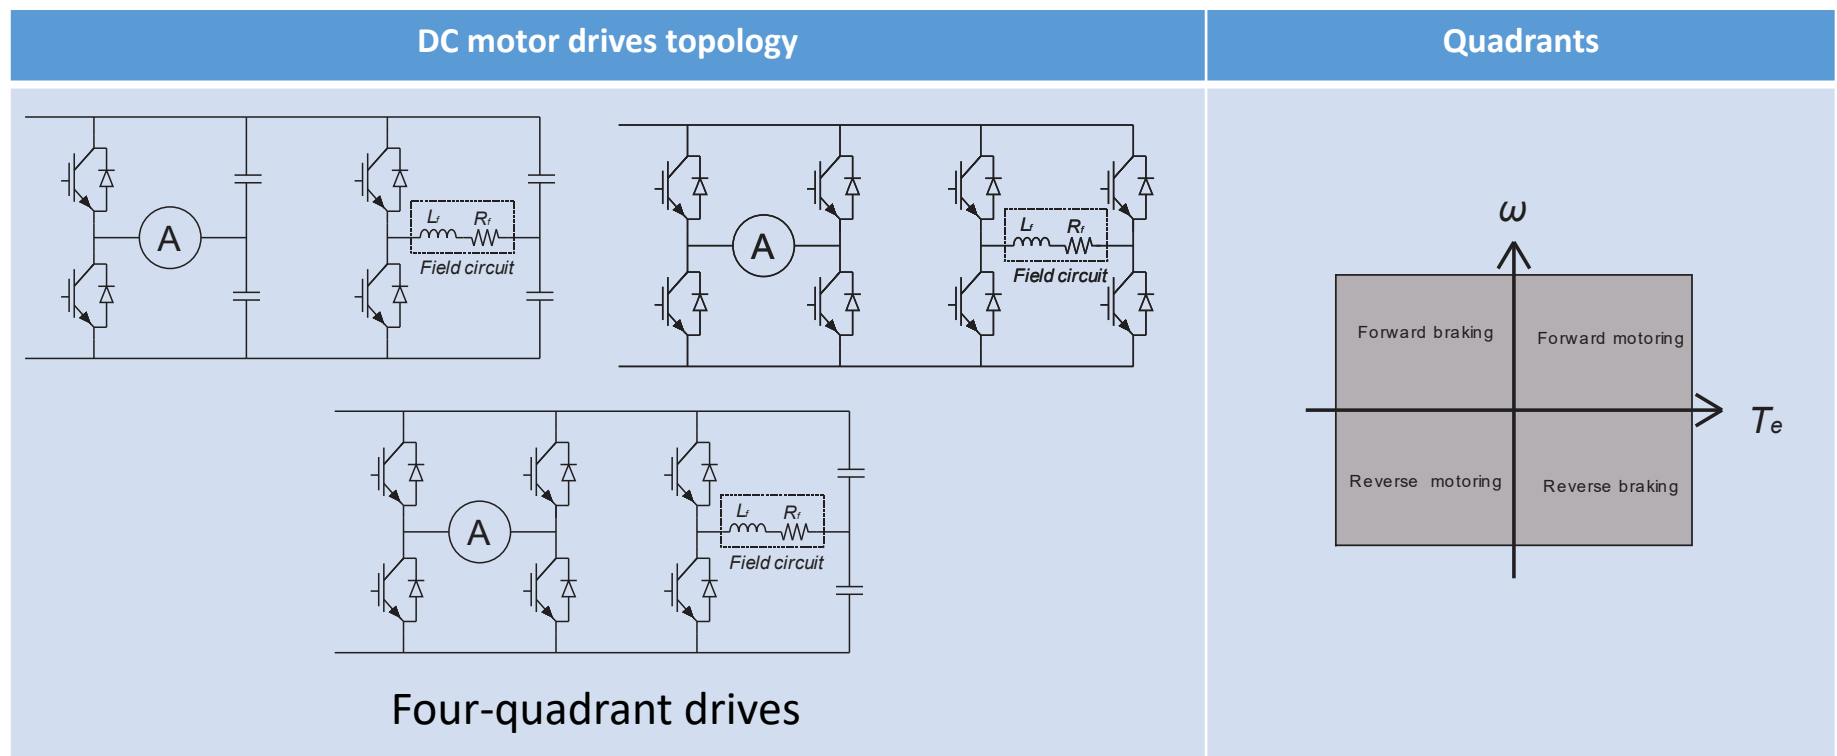 DC motor drives topology
Quadrants
A
Lf
Rf
Field circuit
A
Lf
Rf
Field circuit
A
Lf
Rf
Field circuit
Four-quadrant drives
ω
Forward braking
Forward motoring
Te
Reverse motoring
Reverse braking